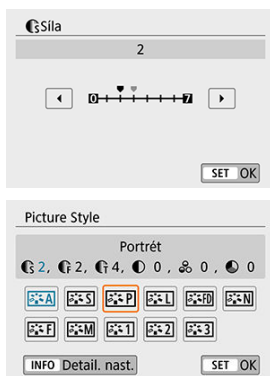 S Síla
2
0 7
SET OK
Picture Style
Portrét
S 2, F 2, T 4, 0, 0, 0
A S P L FD N
F M 1 2 3
INFO Detail. nast. SET OK